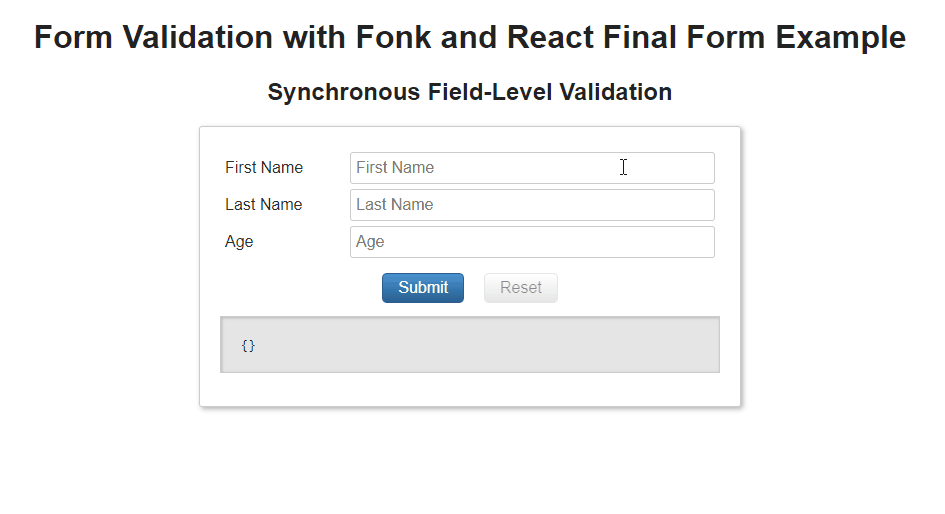 Form Validation with Fonk and React Final Form Example
Synchronous Field-Level Validation
First Name First Name
Last Name Last Name
Age Age
Submit Reset
{}